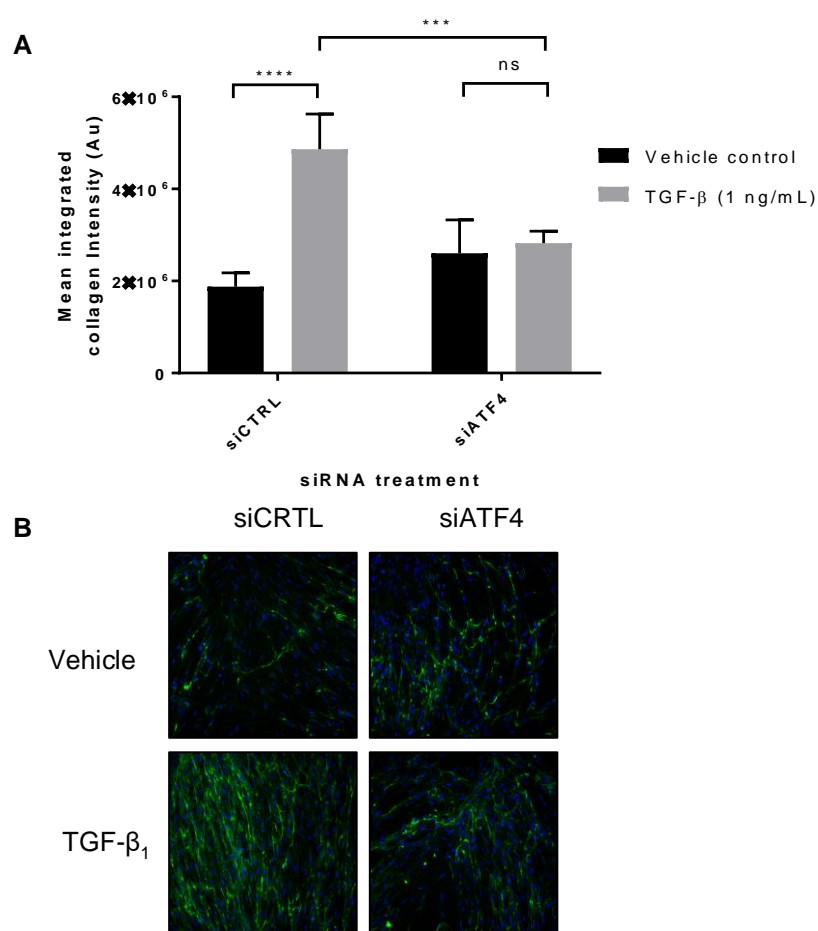 A
***
****
ns
6✖10⁶
4✖10⁶
2✖10⁶
0
Mean integrated
collagen Intensity (Au)
Vehicle control
TGF-β (1 ng/mL)
siCTRL
siATF4
siRNA treatment
B
siCRTL
siATF4
Vehicle
TGF-β₁